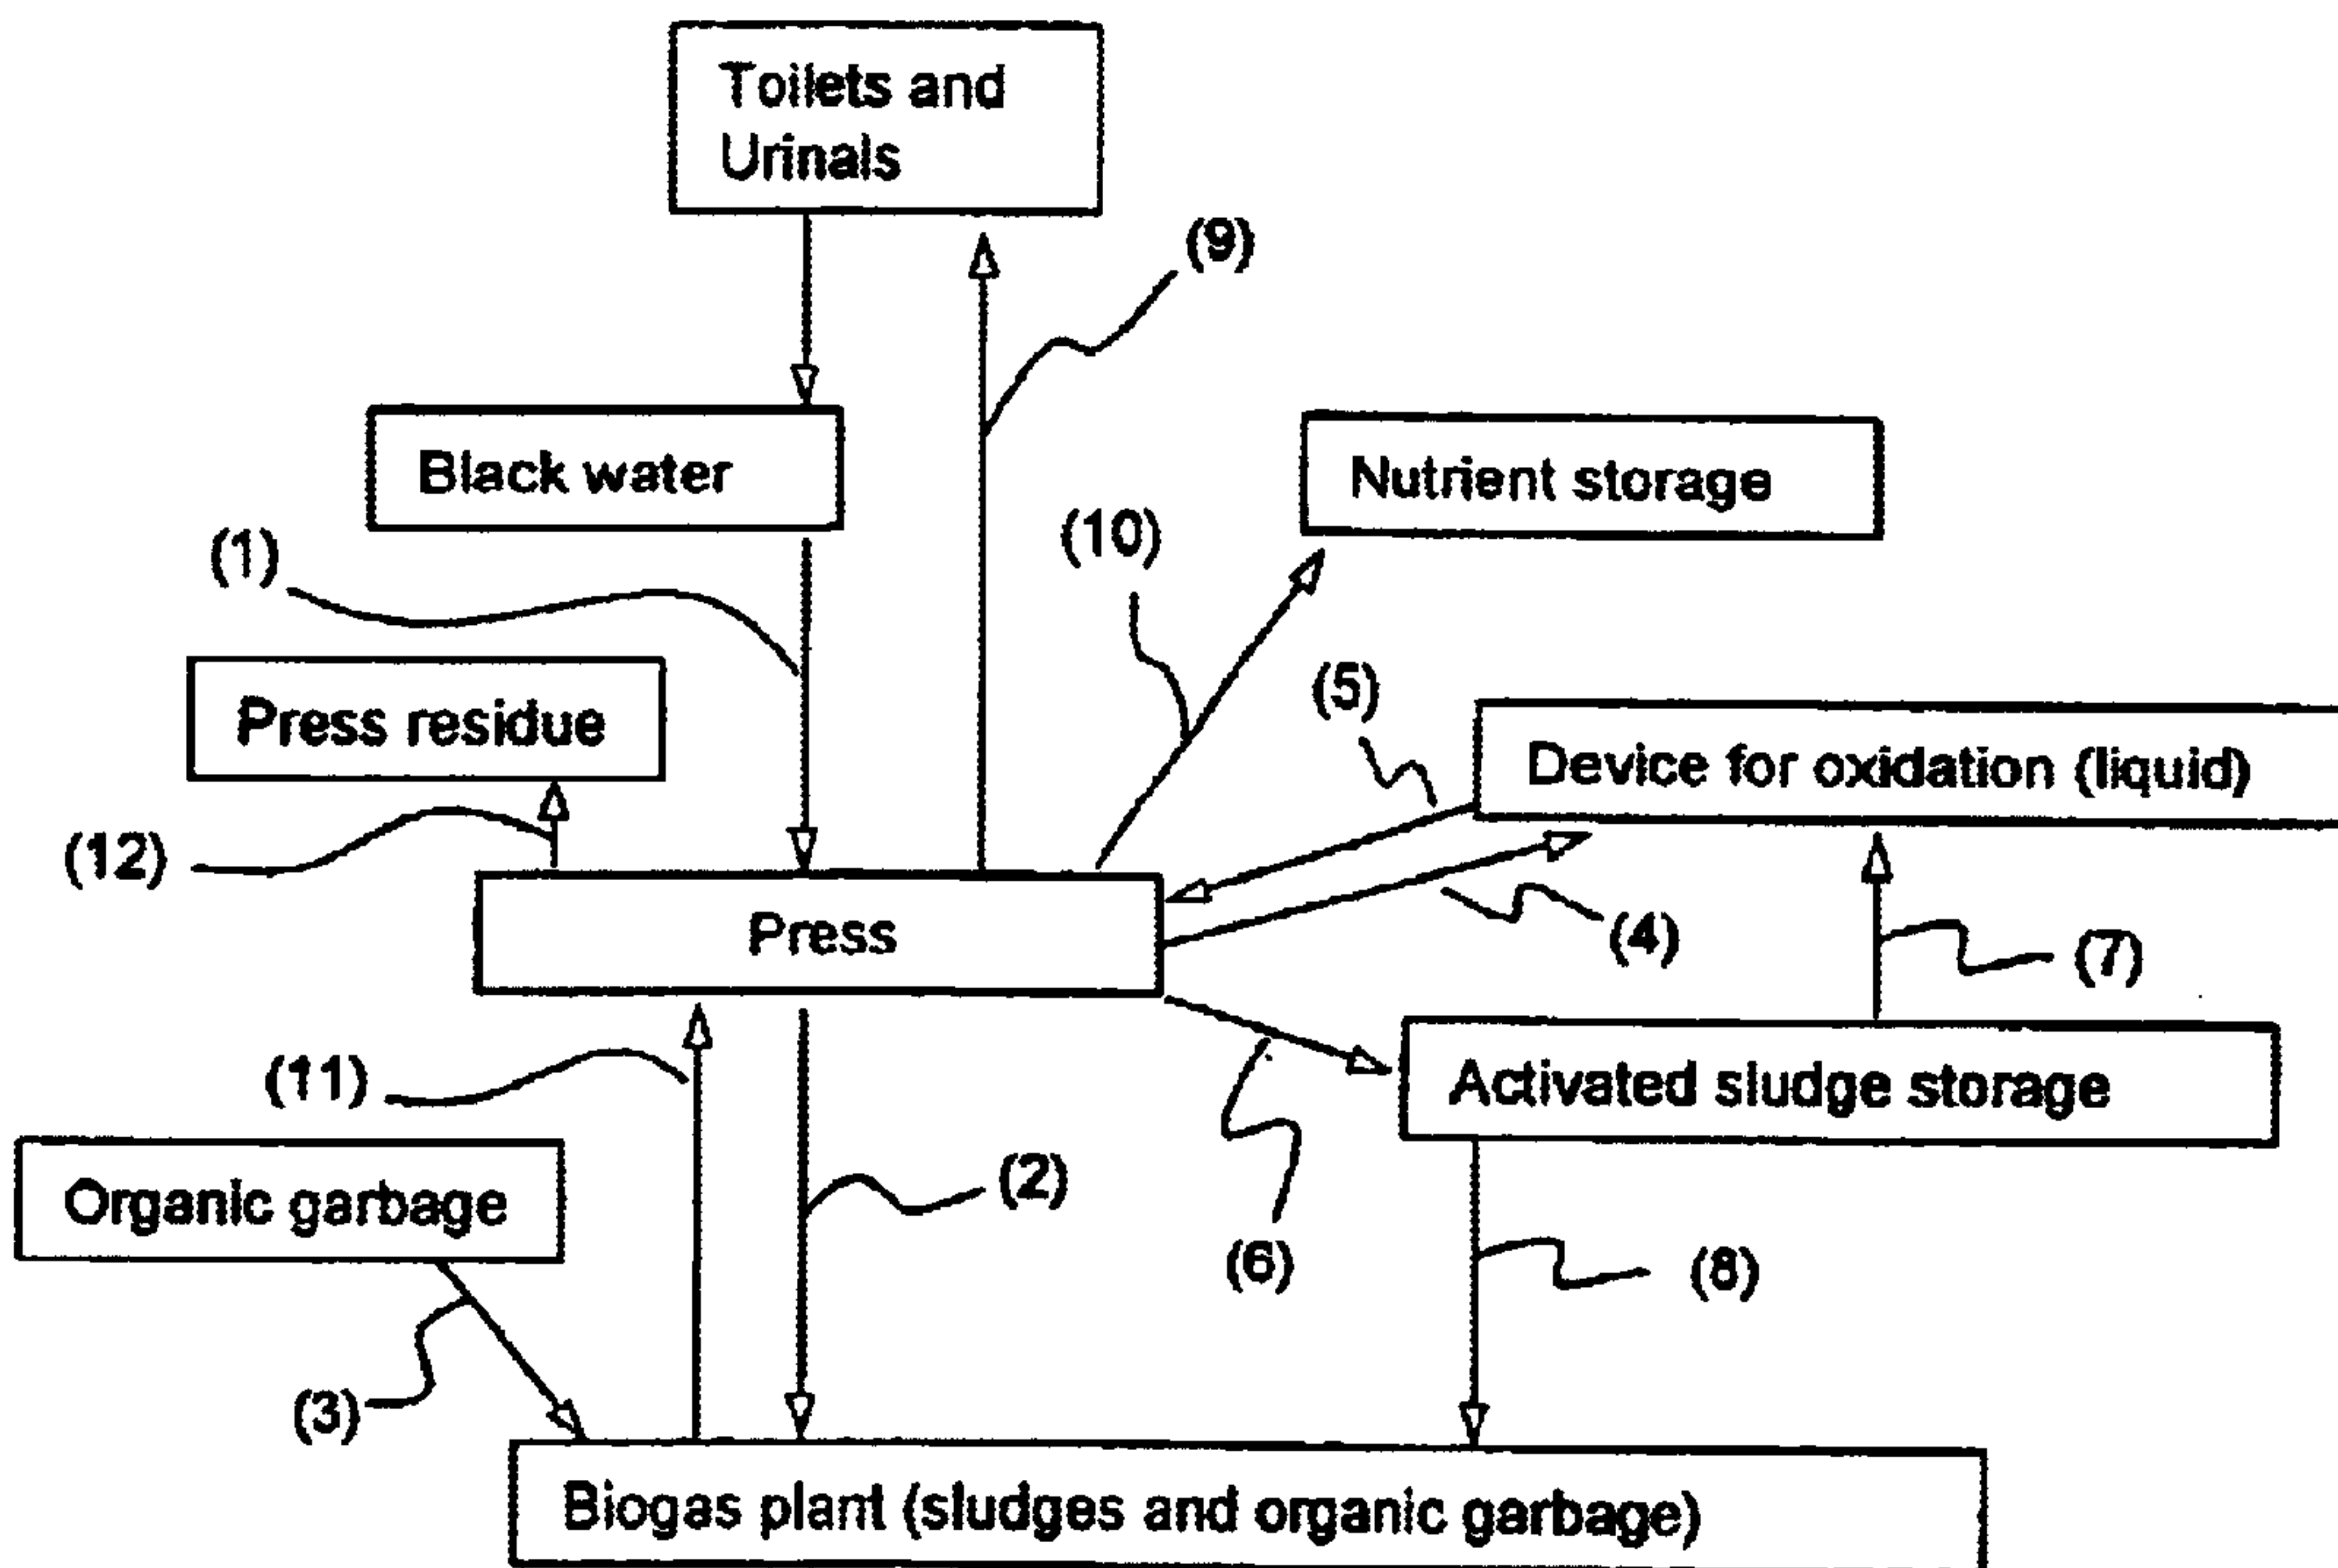 Toilets and
Urinals
(9)
Black water
Nutrient storage
(10)
(1)
Press residue
(5)
Device for oxidation (liquid)
(12)
Press
(4)
(7)
(11)
Activated sludge storage
Organic garbage
(2)
(6)
(8)
(3)
Biogas plant (sludges and organic garbage)